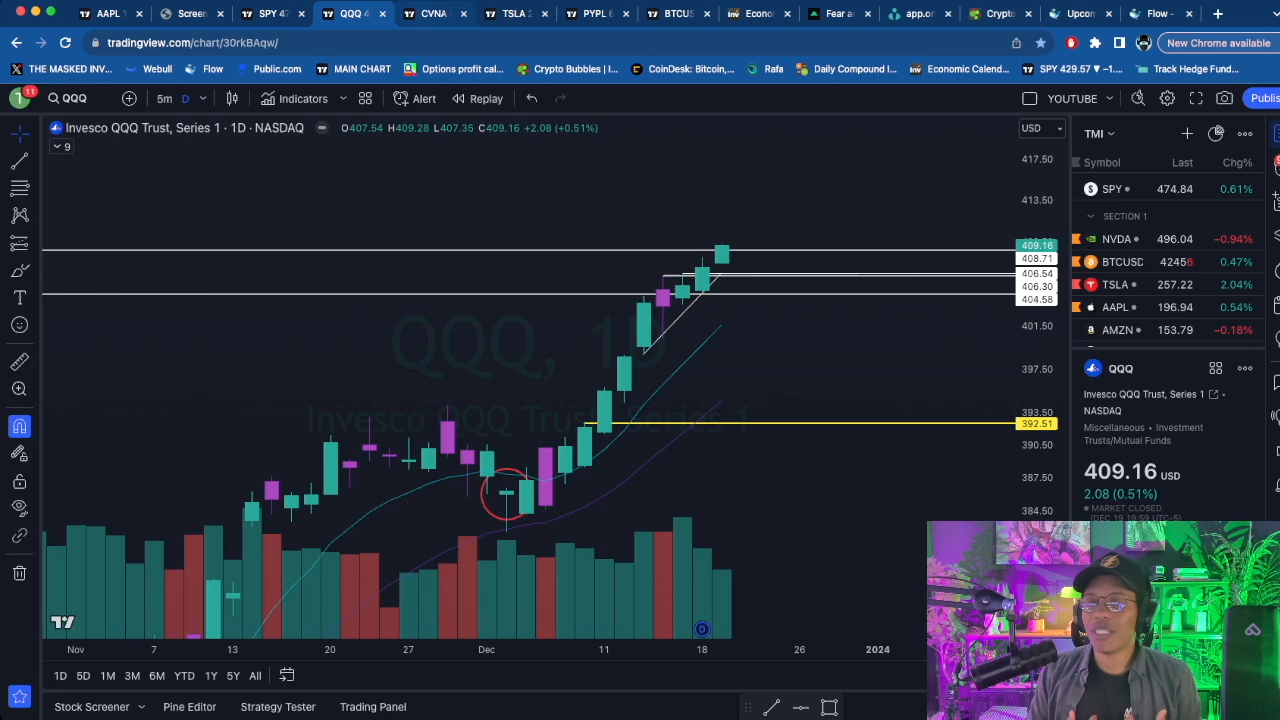 AAPL 1
Screen
SPY 47
QQQ 4
CVNA
TSLA 2
PYPL 6
BTCUS
Econo
Fear a
app.or
Crypto
Upcom
Flow -
tradingview.com/chart/30rkBAqw/
New Chrome available
THE MASKED INV...
Webull
Flow
Public.com
MAIN CHART
Options profit cal...
Crypto Bubbles | I...
CoinDesk: Bitcoin,...
Rafa
Daily Compound I...
Economic Calend...
SPY 429.57 ▼ −1....
Track Hedge Fund...
11
QQQ
5m
D
Indicators
Alert
Replay
YOUTUBE
Publis
Invesco QQQ Trust, Series 1 · 1D · NASDAQ
O407.54 H409.28 L407.35 C409.16 +2.08 (+0.51%)
9
USD
417.50
413.50
409.16
408.71
406.54
406.30
404.58
401.50
397.50
393.50
392.51
390.50
387.50
384.50
QQQ, 1D
Invesco QQQ Trust, Series 1
D
Nov
7
13
20
27
Dec
11
18
26
2024
1D
5D
1M
3M
6M
YTD
1Y
5Y
All
Stock Screener
Pine Editor
Strategy Tester
Trading Panel
TMI
Symbol Last Chg%
SPY 474.84 0.61%
SECTION 1
NVDA 496.04 −0.94%
BTCUSD 42456 0.47%
TSLA 257.22 2.04%
AAPL 196.94 0.54%
AMZN 153.79 −0.18%
QQQ
Invesco QQQ Trust, Series 1
NASDAQ
Miscellaneous • Investment
Trusts/Mutual Funds
409.16 USD
2.08 (0.51%)
MARKET CLOSED
(DEC 19 19:59 UTC-5)